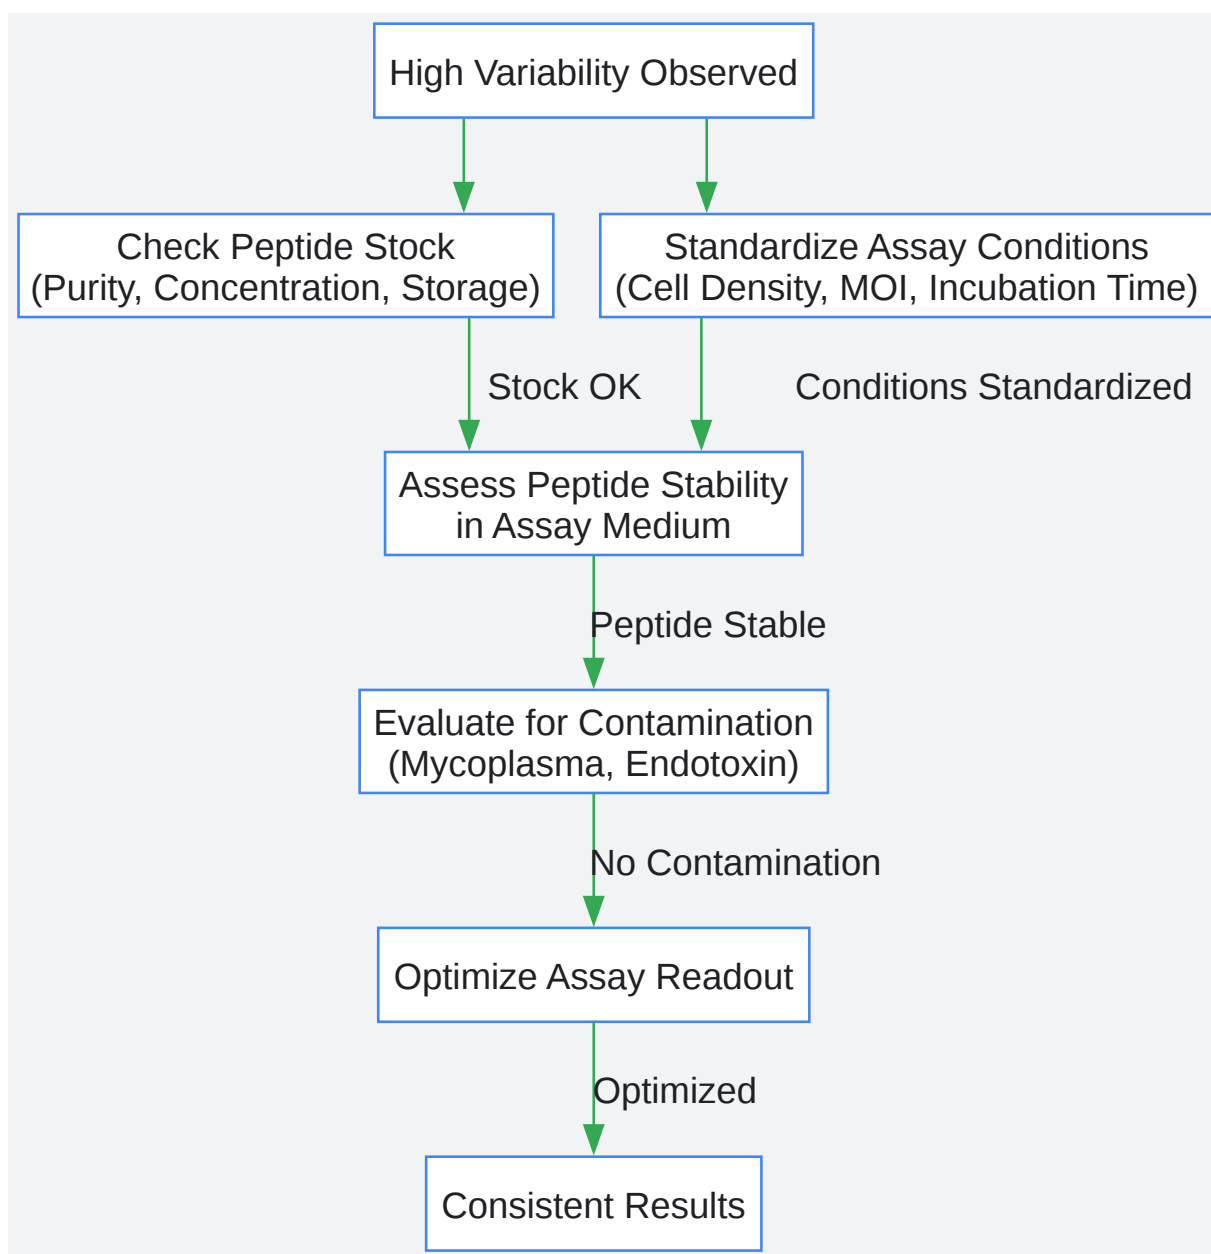 High Variability Observed
Check Peptide Stock
(Purity, Concentration, Storage)
Standardize Assay Conditions
(Cell Density, MOI, Incubation Time)
Stock OK
Conditions Standardized
Assess Peptide Stability
in Assay Medium
Peptide Stable
Evaluate for Contamination
(Mycoplasma, Endotoxin)
No Contamination
Optimize Assay Readout
Optimized
Consistent Results